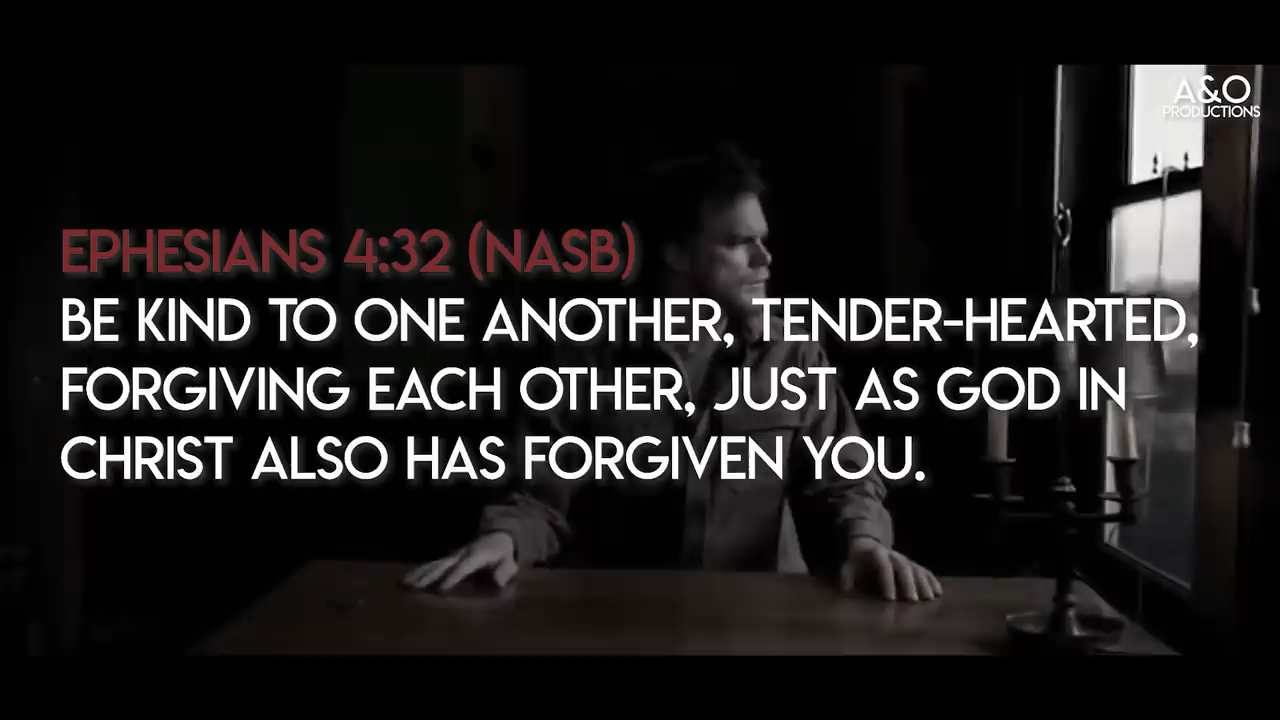 A&O
PRODUCTIONS
EPHESIANS 4:32 (NASB)
BE KIND TO ONE ANOTHER, TENDER-HEARTED,
FORGIVING EACH OTHER, JUST AS GOD IN
CHRIST ALSO HAS FORGIVEN YOU.